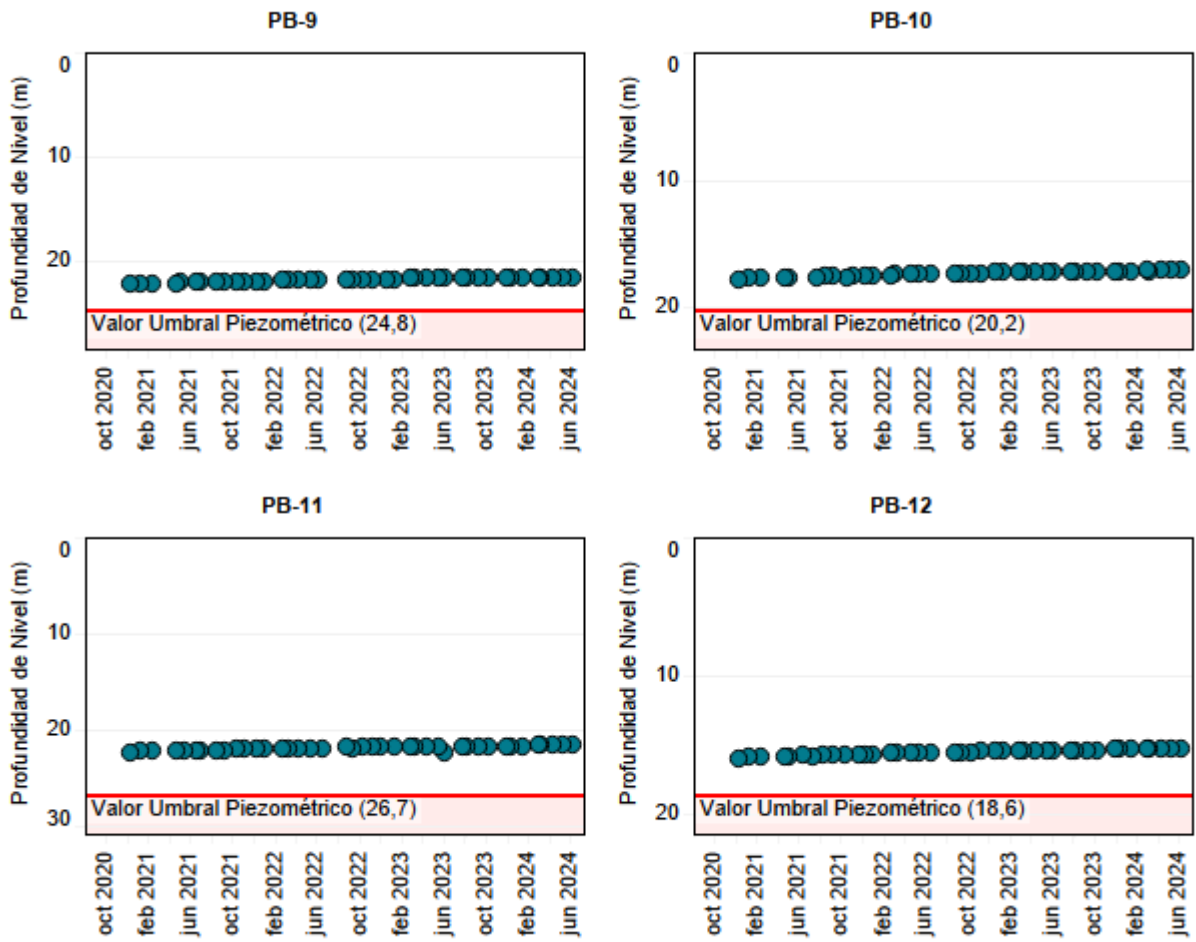 PB-9
Profundidad de Nivel (m)
0
10
20
Valor Umbral Piezométrico (24,8)
oct 2020
feb 2021
jun 2021
oct 2021
feb 2022
jun 2022
oct 2022
feb 2023
jun 2023
oct 2023
feb 2024
jun 2024
PB-10
Profundidad de Nivel (m)
0
10
20
Valor Umbral Piezométrico (20,2)
oct 2020
feb 2021
jun 2021
oct 2021
feb 2022
jun 2022
oct 2022
feb 2023
jun 2023
oct 2023
feb 2024
jun 2024
PB-11
Profundidad de Nivel (m)
0
10
20
30
Valor Umbral Piezométrico (26,7)
oct 2020
feb 2021
jun 2021
oct 2021
feb 2022
jun 2022
oct 2022
feb 2023
jun 2023
oct 2023
feb 2024
jun 2024
PB-12
Profundidad de Nivel (m)
0
10
20
Valor Umbral Piezométrico (18,6)
oct 2020
feb 2021
jun 2021
oct 2021
feb 2022
jun 2022
oct 2022
feb 2023
jun 2023
oct 2023
feb 2024
jun 2024